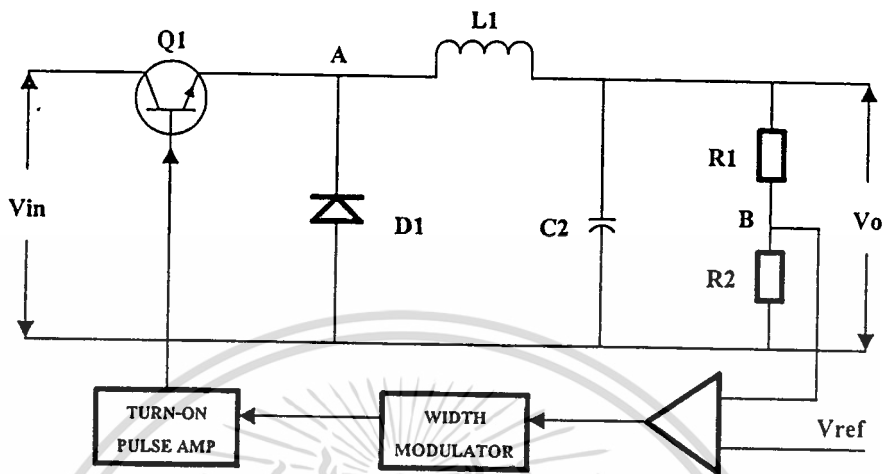 L1
Q1
A
R1
Vin
D1
C2
B
Vo
R2
TURN-ON
PULSE AMP
WIDTH
MODULATOR
Vref